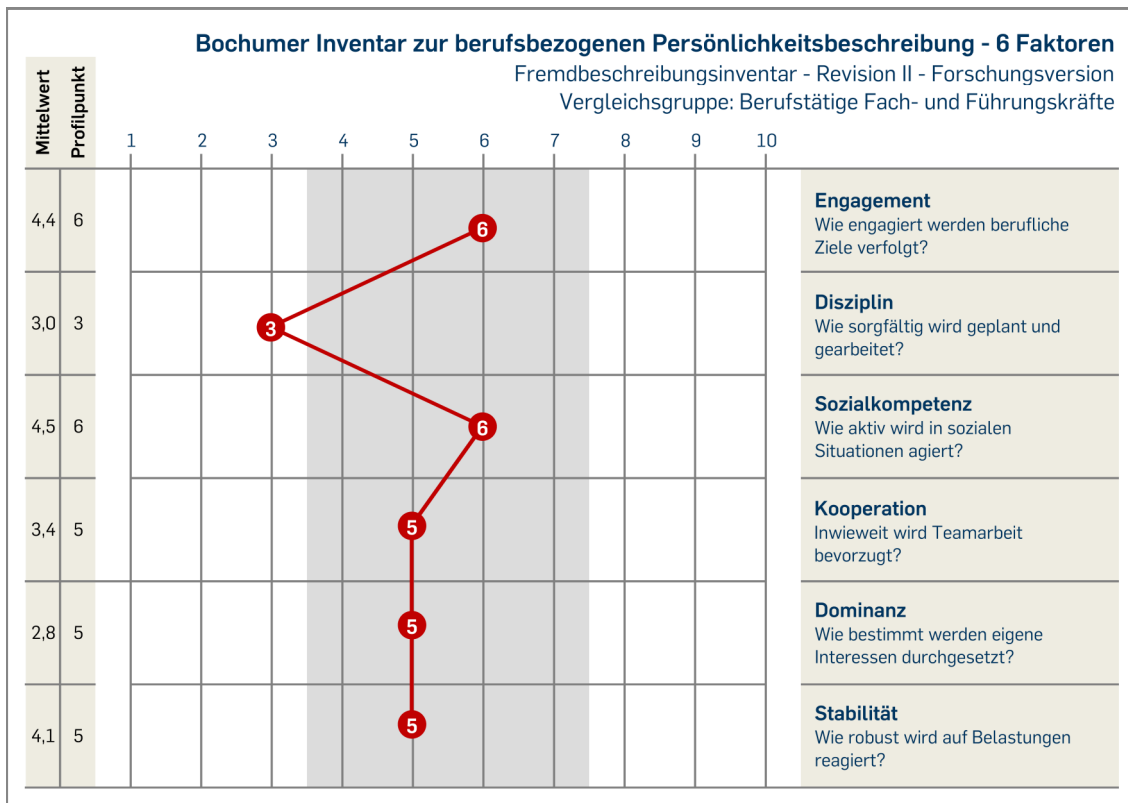 Bochumer Inventar zur berufsbezogenen Persönlichkeitsbeschreibung - 6 Faktoren
Fremdbeschreibungsinventar - Revision II - Forschungsversion
Vergleichsgruppe: Berufstätige Fach- und Führungskräfte
Mittelwert
Profilpunkt
1 2 3 4 5 6 7 8 9 10
4,4 6
6
Engagement
Wie engagiert werden berufliche
Ziele verfolgt?
3,0 3
3
Disziplin
Wie sorgfältig wird geplant und
gearbeitet?
4,5 6
6
Sozialkompetenz
Wie aktiv wird in sozialen
Situationen agiert?
3,4 5
5
Kooperation
Inwieweit wird Teamarbeit
bevorzugt?
2,8 5
5
Dominanz
Wie bestimmt werden eigene
Interessen durchgesetzt?
4,1 5
5
Stabilität
Wie robust wird auf Belastungen
reagiert?